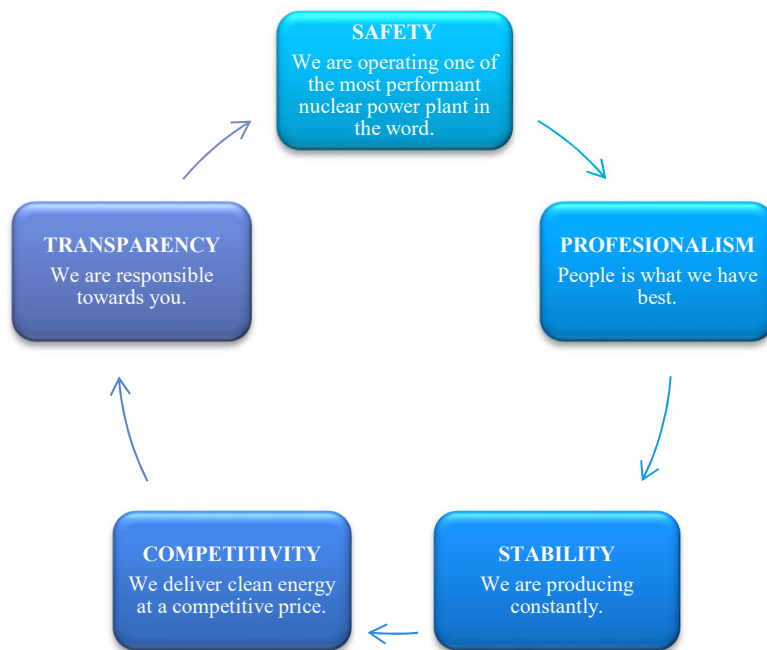 SAFETY
We are operating one of
the most performant
nuclear power plant in
the word.
PROFESIONALISM
People is what we have
best.
STABILITY
We are producing
constantly.
COMPETITIVITY
We deliver clean energy
at a competitive price.
TRANSPARENCY
We are responsible
towards you.